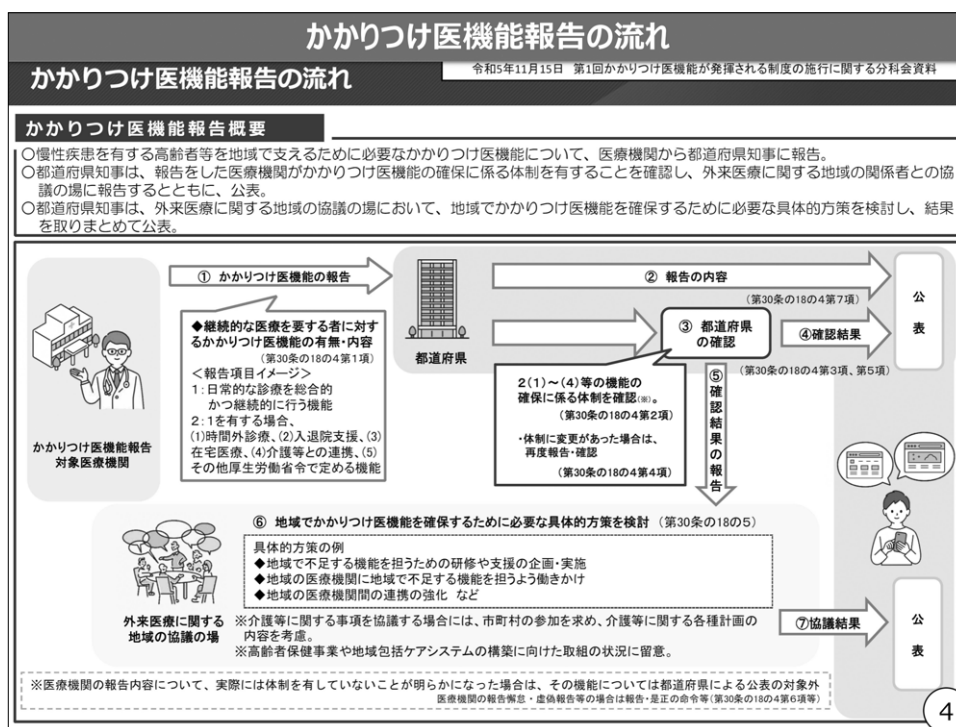 かかりつけ医機能報告の流れ
かかりつけ医機能報告の流れ
令和5年11月15日 第1回かかりつけ医機能が発揮される制度の施行に関する分科会資料
かかりつけ医機能報告概要
○慢性疾患を有する高齢者等を地域で支えるために必要なかかりつけ医機能について、医療機関から都道府県知事に報告。
○都道府県知事は、報告をした医療機関がかかりつけ医機能の確保に係る体制を有することを確認し、外来医療に関する地域の関係者との協
議の場に報告するとともに、公表。
○都道府県知事は、外来医療に関する地域の協議の場において、地域でかかりつけ医機能を確保するために必要な具体的方策を検討し、結果
を取りまとめて公表。
かかりつけ医機能報告
対象医療機関
① かかりつけ医機能の報告
◆継続的な医療を要する者に対す
るかかりつけ医機能の有無・内容
(第30条の18の4第1項)
<報告項目イメージ>
1:日常的な診療を総合的
かつ継続的に行う機能
2:1を有する場合、
(1)時間外診療、(2)入退院支援、(3)
在宅医療、(4)介護等との連携、(5)
その他厚生労働省令で定める機能
都道府県
② 報告の内容
(第30条の18の4第7項)
③ 都道府県
の確認
④確認結果
(第30条の18の4第3項、第5項)
公
表
2(1)~(4)等の機能の
確保に係る体制を確認(※)。
(第30条の18の4第2項)
・体制に変更があった場合は、
再度報告・確認
(第30条の18の4第4項)
⑤確認結果の報告
⑥ 地域でかかりつけ医機能を確保するために必要な具体的方策を検討 (第30条の18の5)
具体的方策の例
◆地域で不足する機能を担うための研修や支援の企画・実施
◆地域の医療機関に地域で不足する機能を担うよう働きかけ
◆地域の医療機関間の連携の強化 など
外来医療に関する
地域の協議の場
※介護等に関する事項を協議する場合には、市町村の参加を求め、介護等に関する各種計画の
内容を考慮。
※高齢者保健事業や地域包括ケアシステムの構築に向けた取組の状況に留意。
⑦協議結果
公
表
※医療機関の報告内容について、実際には体制を有していないことが明らかになった場合は、その機能については都道府県による公表の対象外
医療機関の報告懈怠・虚偽報告等の場合は報告・是正の命令等(第30条の18の4第6項等)
4